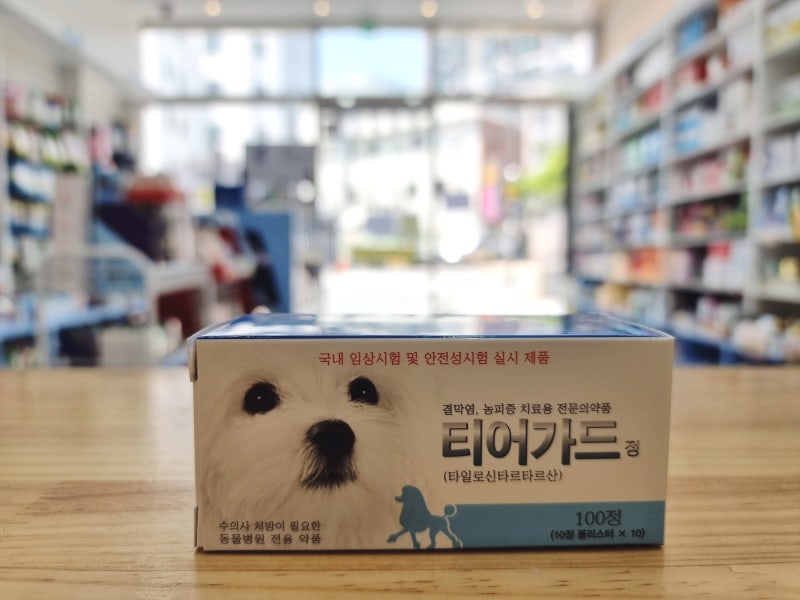 국내 임상시험 및 안전성시험 실시 제품
결막염, 농피증 치료용 전문의약품
티어가드정
(타일로신타르타르산)
수의사 처방이 필요한
동물병원 전용 약품
100정
(10정 블리스터 × 10)